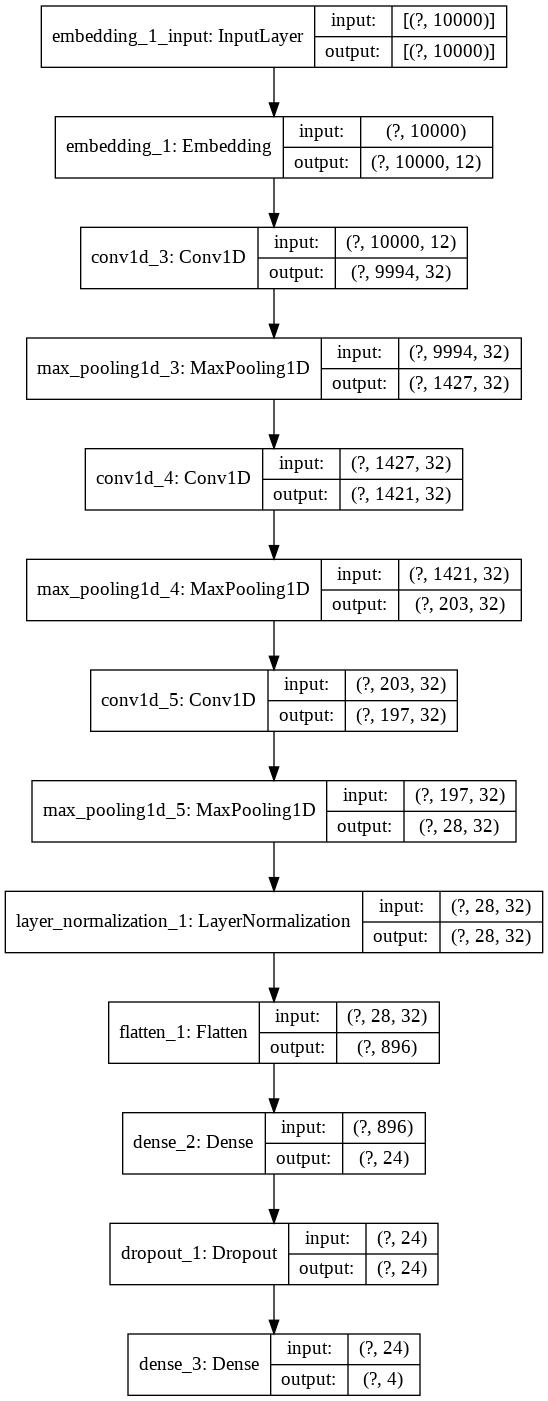 embedding_1_input: InputLayer
input: [(?, 10000)]
output: [(?, 10000)]
embedding_1: Embedding
input: (?, 10000)
output: (?, 10000, 12)
conv1d_3: Conv1D
input: (?, 10000, 12)
output: (?, 9994, 32)
max_pooling1d_3: MaxPooling1D
input: (?, 9994, 32)
output: (?, 1427, 32)
conv1d_4: Conv1D
input: (?, 1427, 32)
output: (?, 1421, 32)
max_pooling1d_4: MaxPooling1D
input: (?, 1421, 32)
output: (?, 203, 32)
conv1d_5: Conv1D
input: (?, 203, 32)
output: (?, 197, 32)
max_pooling1d_5: MaxPooling1D
input: (?, 197, 32)
output: (?, 28, 32)
layer_normalization_1: LayerNormalization
input: (?, 28, 32)
output: (?, 28, 32)
flatten_1: Flatten
input: (?, 28, 32)
output: (?, 896)
dense_2: Dense
input: (?, 896)
output: (?, 24)
dropout_1: Dropout
input: (?, 24)
output: (?, 24)
dense_3: Dense
input: (?, 24)
output: (?, 4)